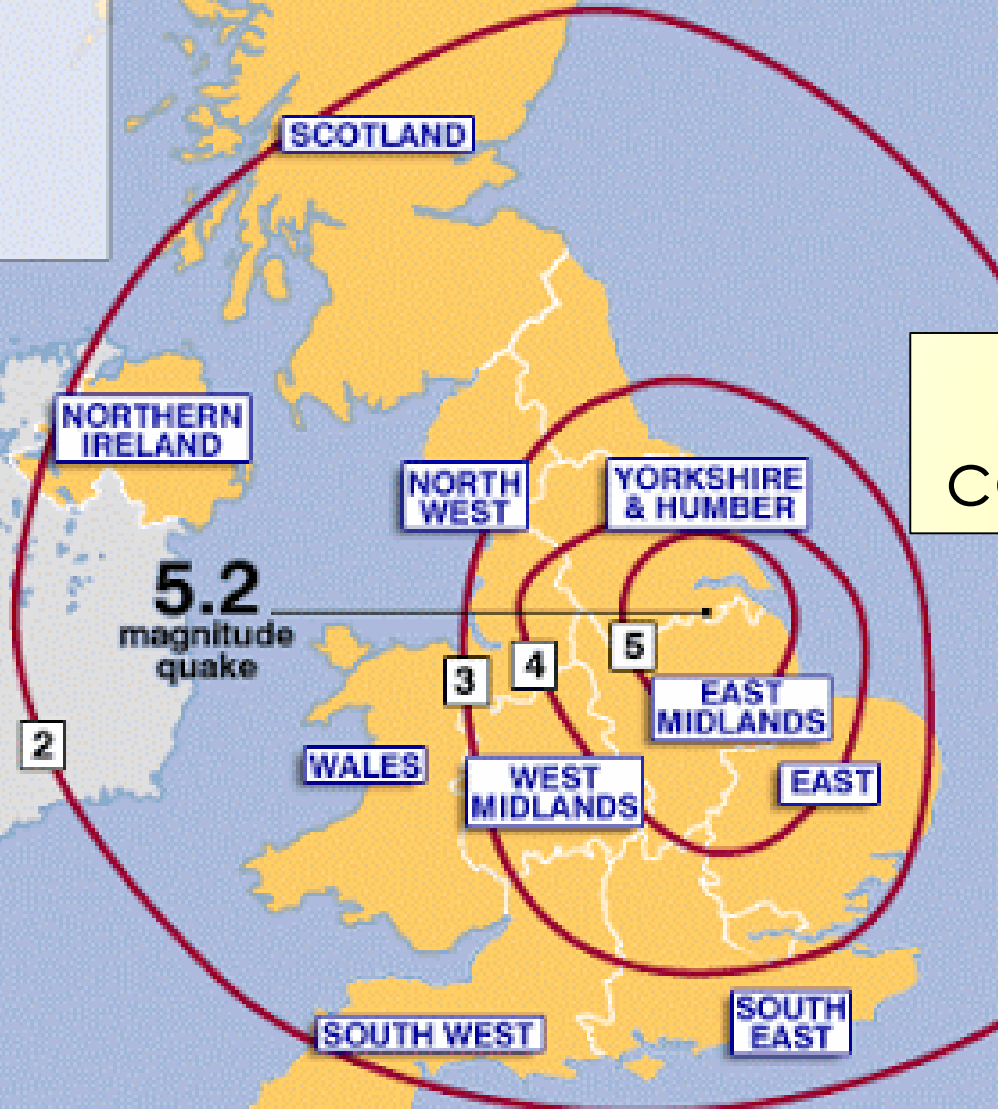 SCOTLAND
NORTHERN
IRELAND
NORTH
WEST
YORKSHIRE
& HUMBER
5.2
magnitude
quake
5
4
3
2
EAST
MIDLANDS
WALES
WEST
MIDLANDS
EAST
SOUTH WEST
SOUTH
EAST